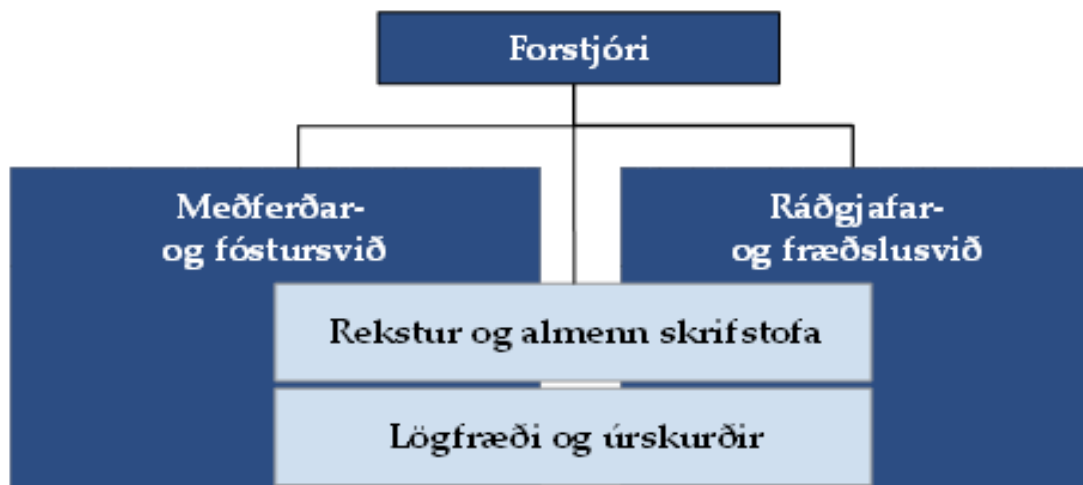 Forstjóri
Meðferðar-
og fóstursvið
Ráðgjafar-
og fræðslusvið
Rekstur og almenn skrifstofa
Lögfræði og úrskurðir